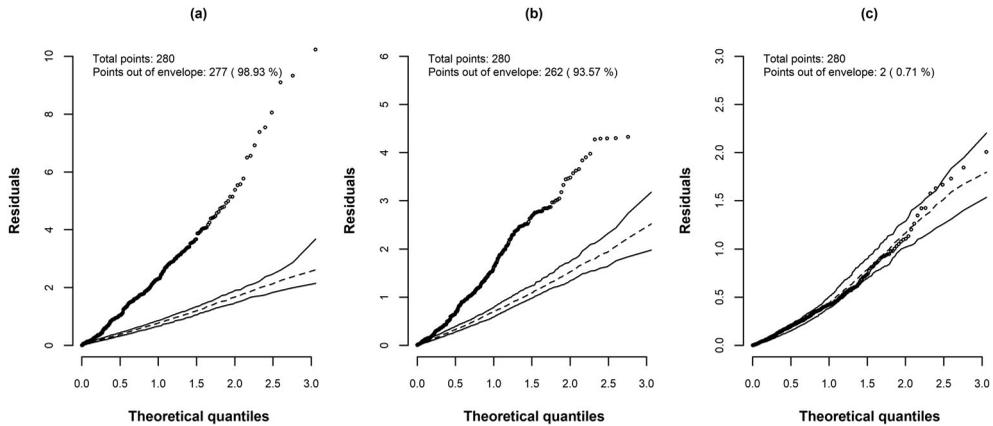 (a)
Total points: 280
Points out of envelope: 277 ( 98.93 %)
Residuals
0
2
4
6
8
10
0.0 0.5 1.0 1.5 2.0 2.5 3.0
Theoretical quantiles
(b)
Total points: 280
Points out of envelope: 262 ( 93.57 %)
Residuals
0
1
2
3
4
5
6
0.0 0.5 1.0 1.5 2.0 2.5 3.0
Theoretical quantiles
(c)
Total points: 280
Points out of envelope: 2 ( 0.71 %)
Residuals
0.0
0.5
1.0
1.5
2.0
2.5
3.0
0.0 0.5 1.0 1.5 2.0 2.5 3.0
Theoretical quantiles